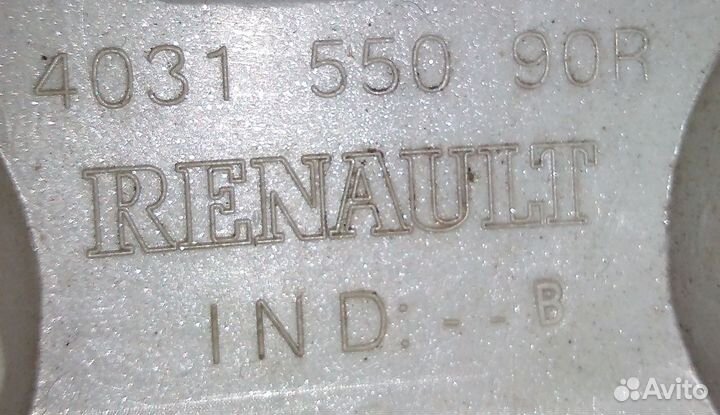 4031 550 90R
RENAULT
IND:--B
Avito